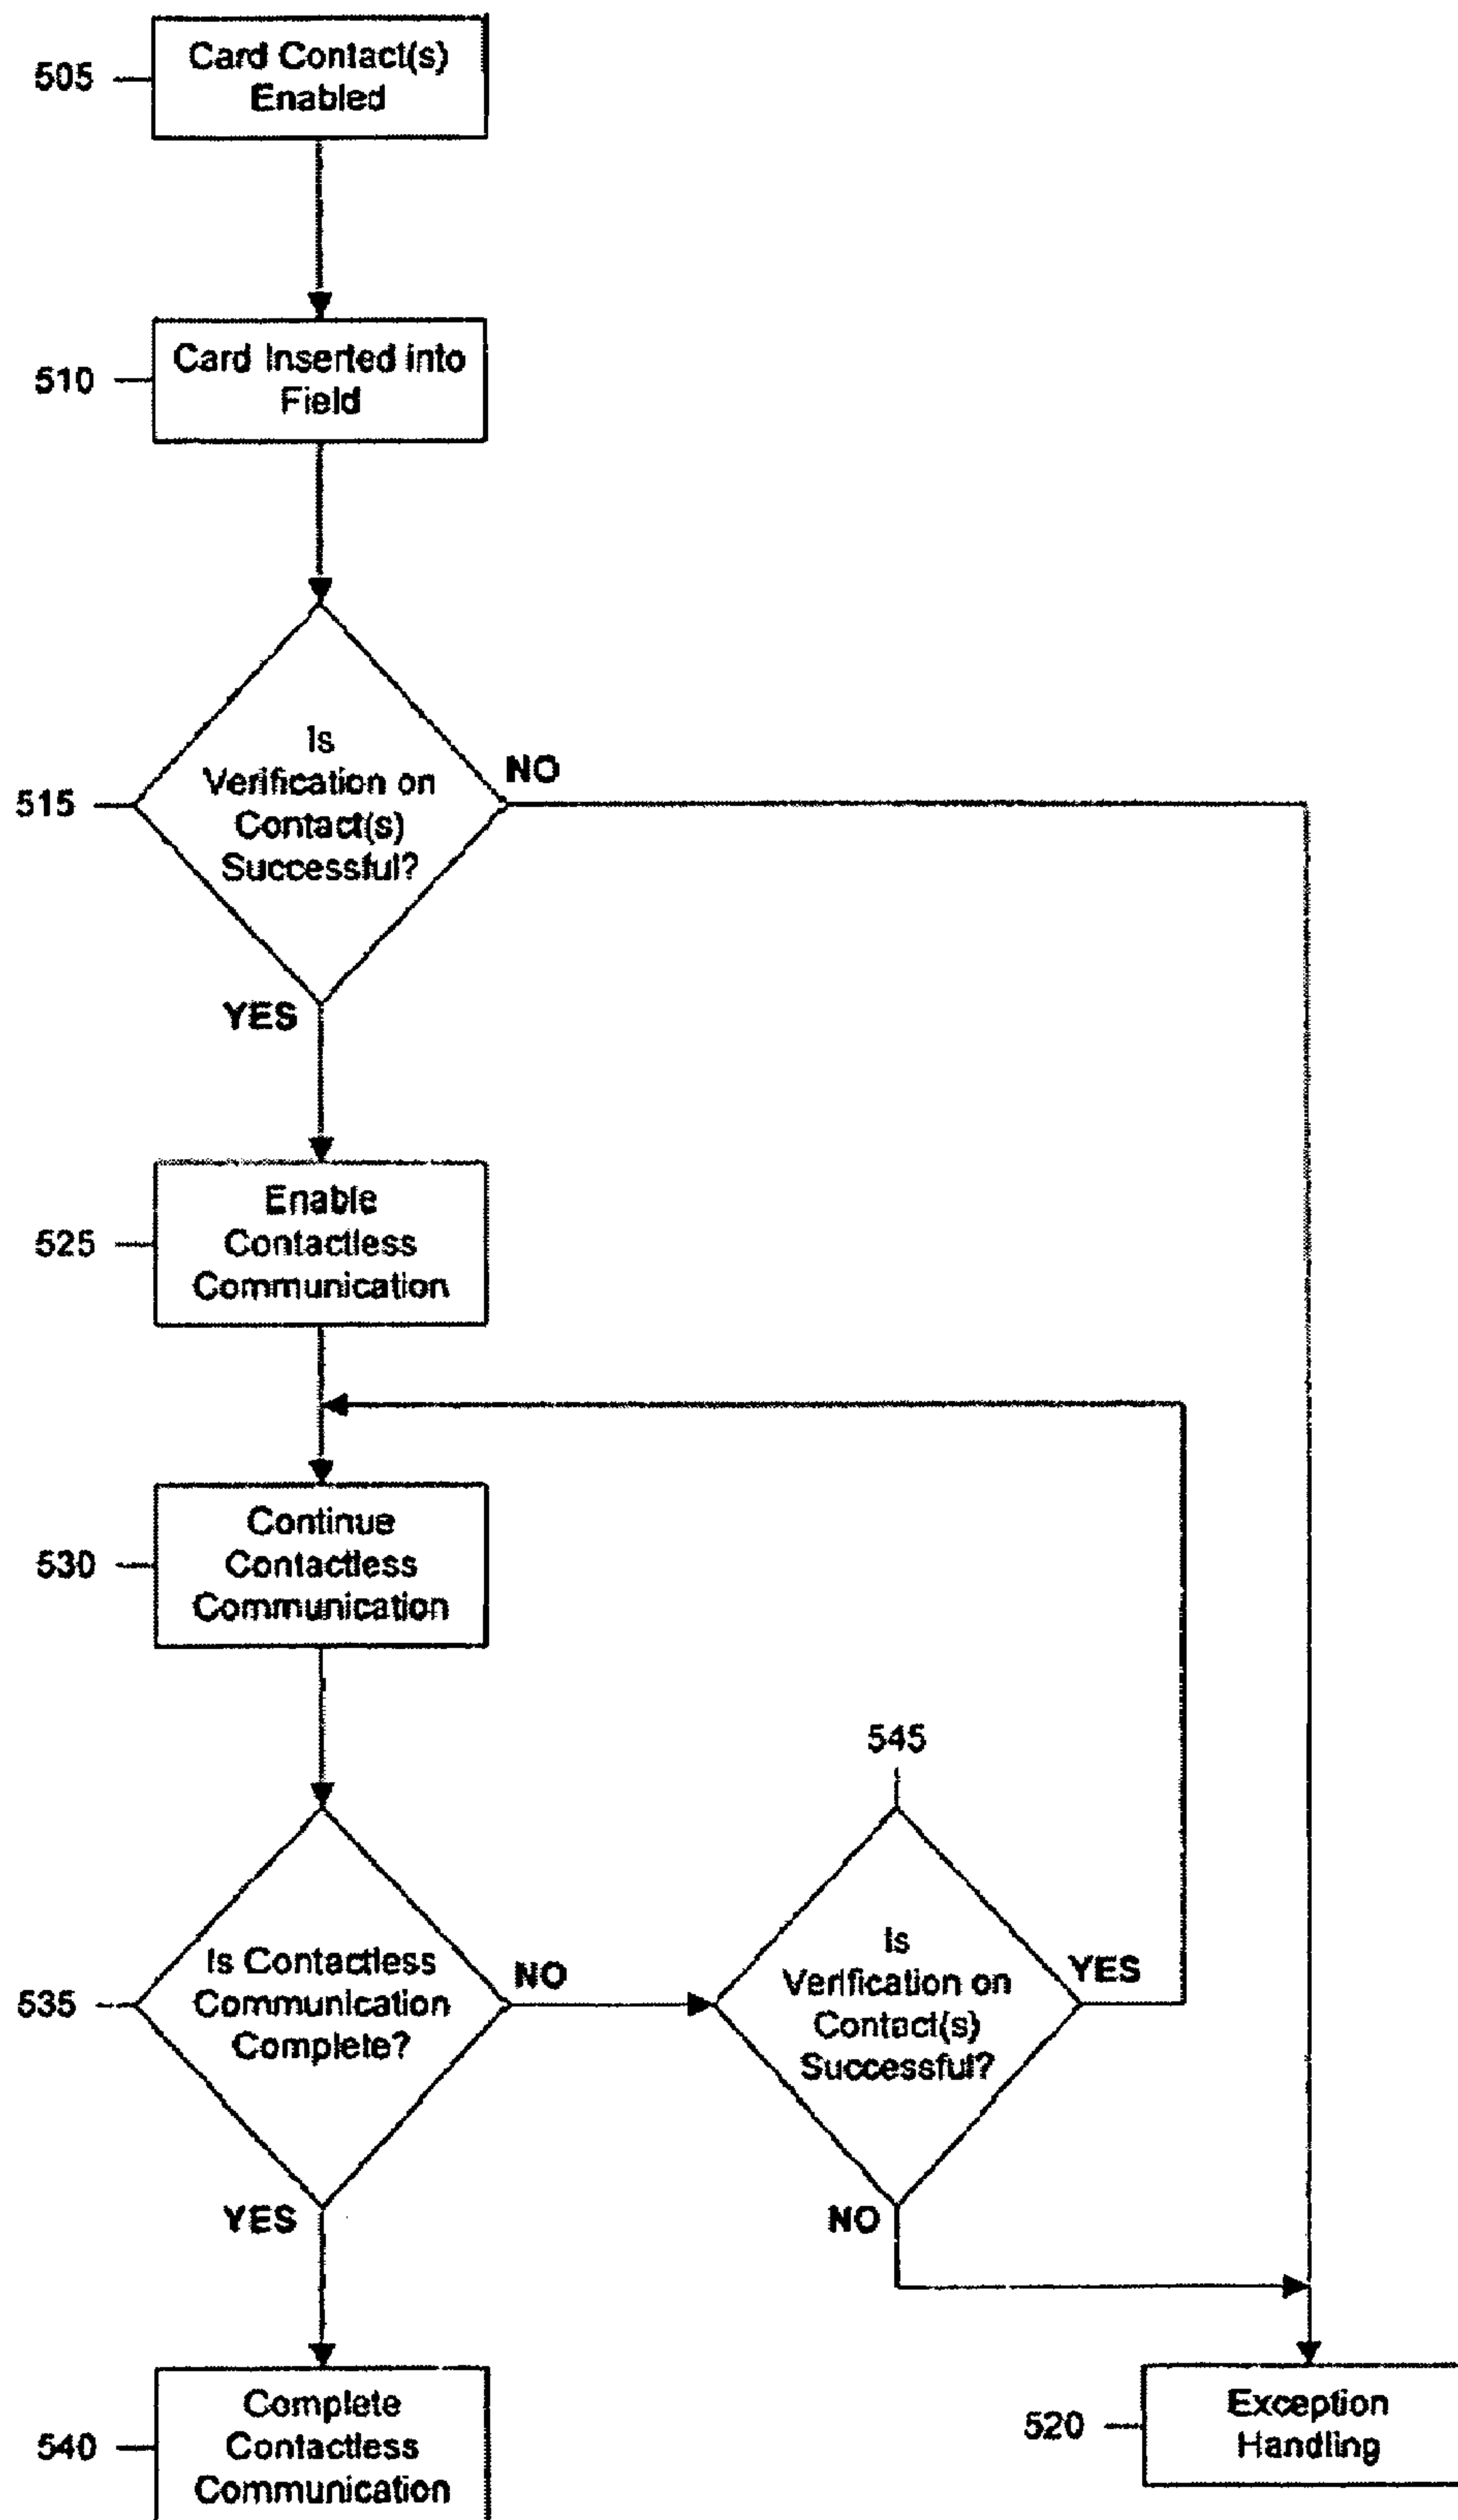 505
Card Contact(s)
Enabled
510
Card Inserted into
Field
515
Is
Verification on
Contact(s)
Successful?
NO
YES
525
Enable
Contactless
Communication
530
Continue
Contactless
Communication
535
Is Contactless
Communication
Complete?
NO
YES
545
Is
Verification on
Contact(s)
Successful?
YES
NO
540
Complete
Contactless
Communication
520
Exception
Handling